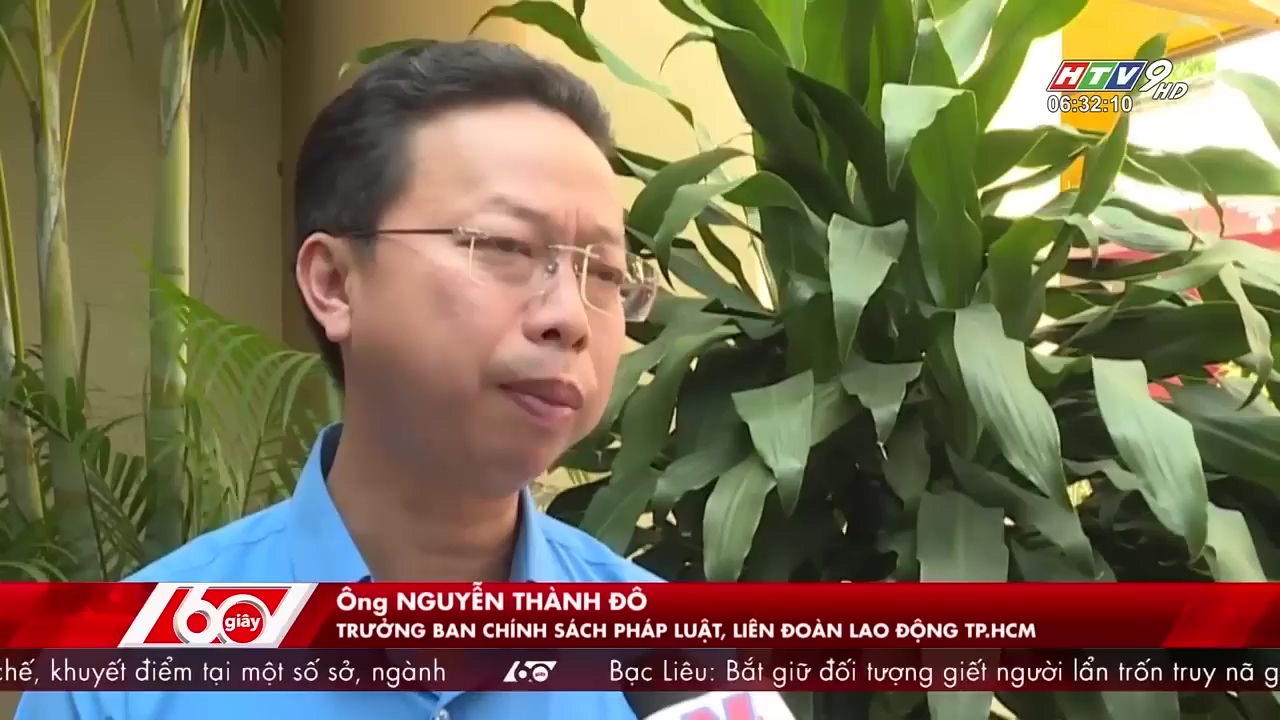 HTV9 HD
06:32:10
60 giây
Ông NGUYỄN THÀNH ĐÔ
TRƯỞNG BAN CHÍNH SÁCH PHÁP LUẬT, LIÊN ĐOÀN LAO ĐỘNG TP.HCM
chế, khuyết điểm tại một số sở, ngành 60 giây Bạc Liêu: Bắt giữ đối tượng giết người lẩn trốn truy nã g